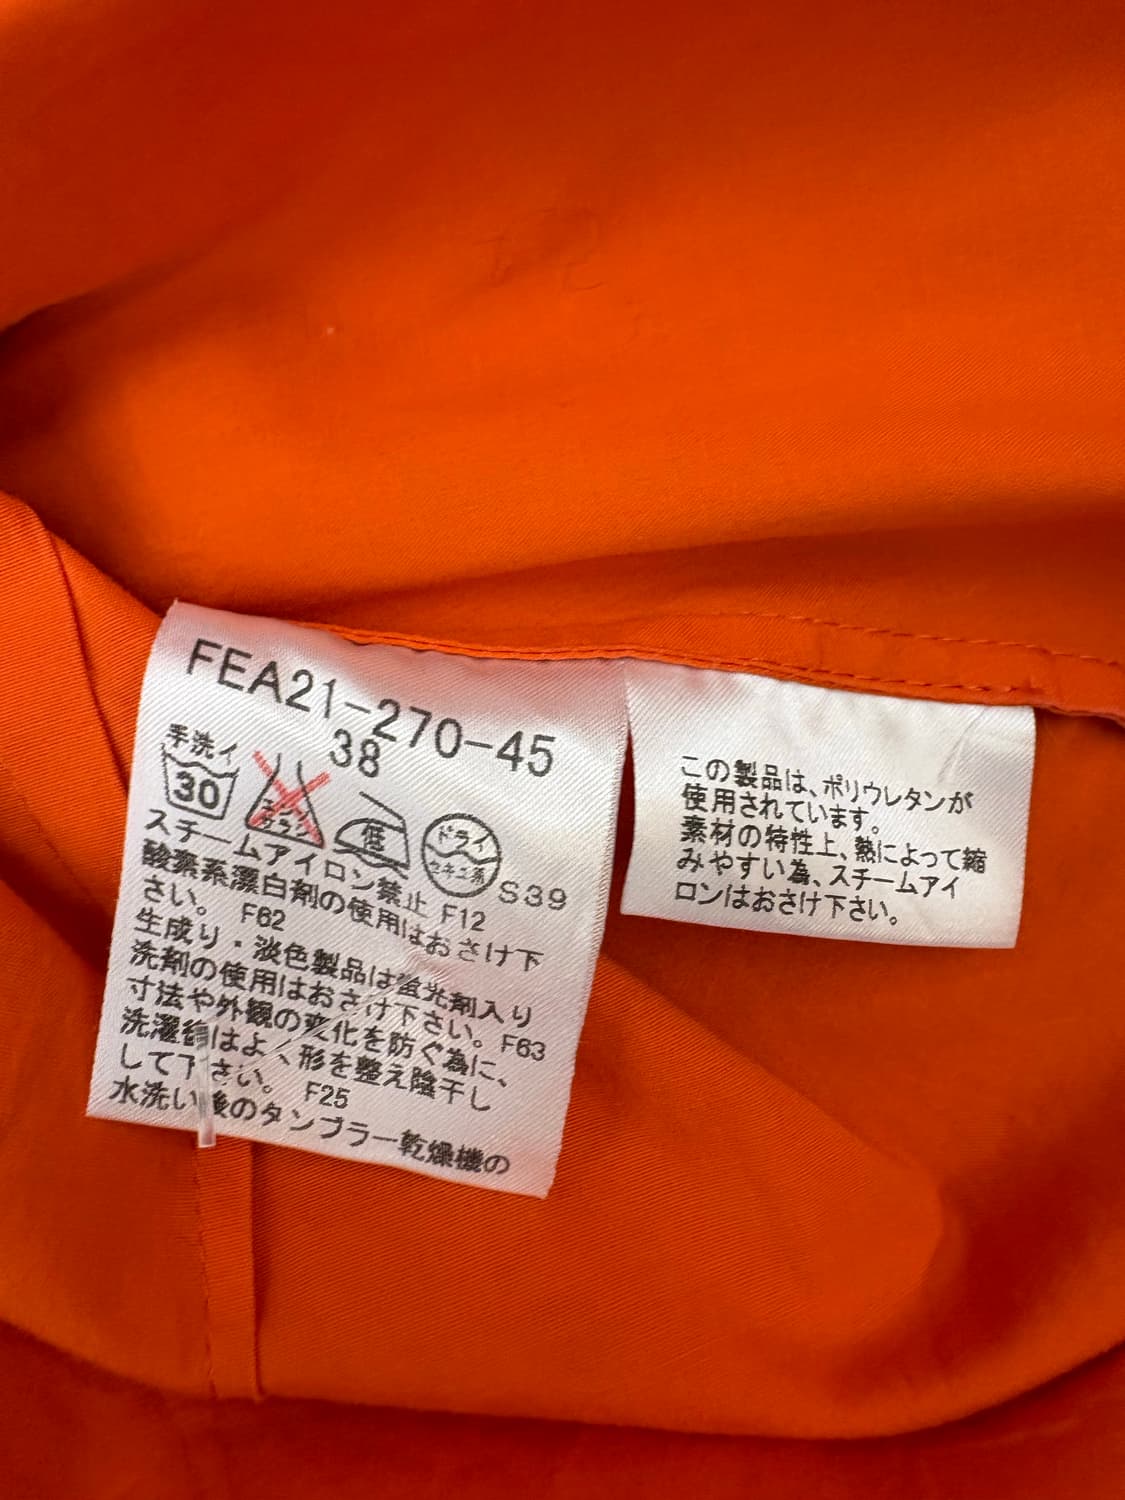 FEA21-270-45
38
手洗イ
30
エンソ
サラシ
低
ドライ
セキユ系
S39
スチームアイロン禁止 F12
酸素系漂白剤の使用はおさけ下
さい。 F62
生成り・淡色製品は蛍光剤入り
洗剤の使用はおさけ下さい。F63
寸法や外観の変化を防ぐ為に、
洗濯後はよく形を整え陰干し
して下さい。 F25
水洗い後のタンブラー乾燥機の
この製品は、ポリウレタンが
使用されています。
素材の特性上、熱によって縮
みやすい為、スチームアイ
ロンはおさけ下さい。